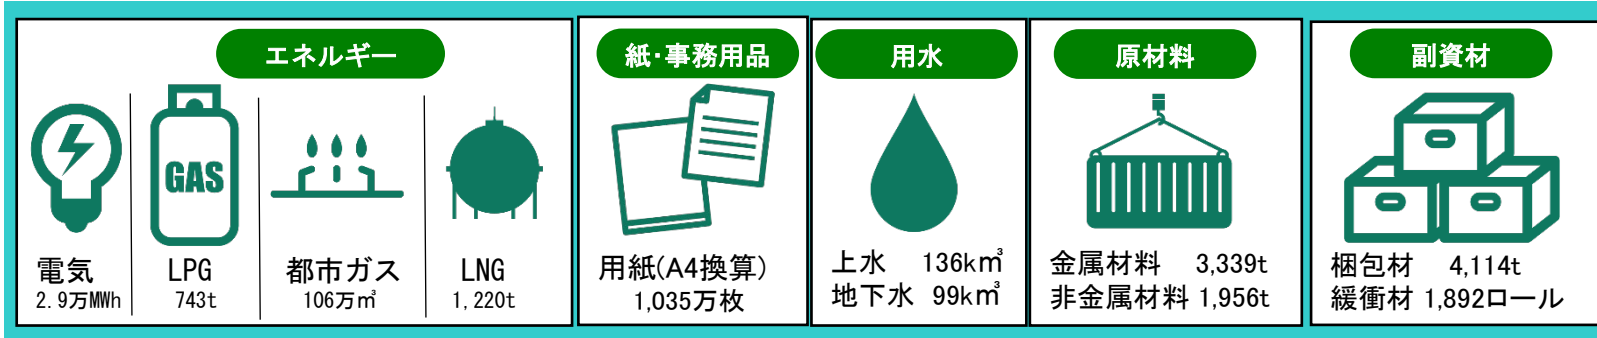 エネルギー
電気
2.9万MWh
GAS
LPG
743t
都市ガス
106万㎥
LNG
1,220t
紙・事務用品
用紙(A4換算)
1,035万枚
用水
上水 136k㎥
地下水 99k㎥
原材料
金属材料 3,339t
非金属材料 1,956t
副資材
梱包材 4,114t
緩衝材 1,892ロール